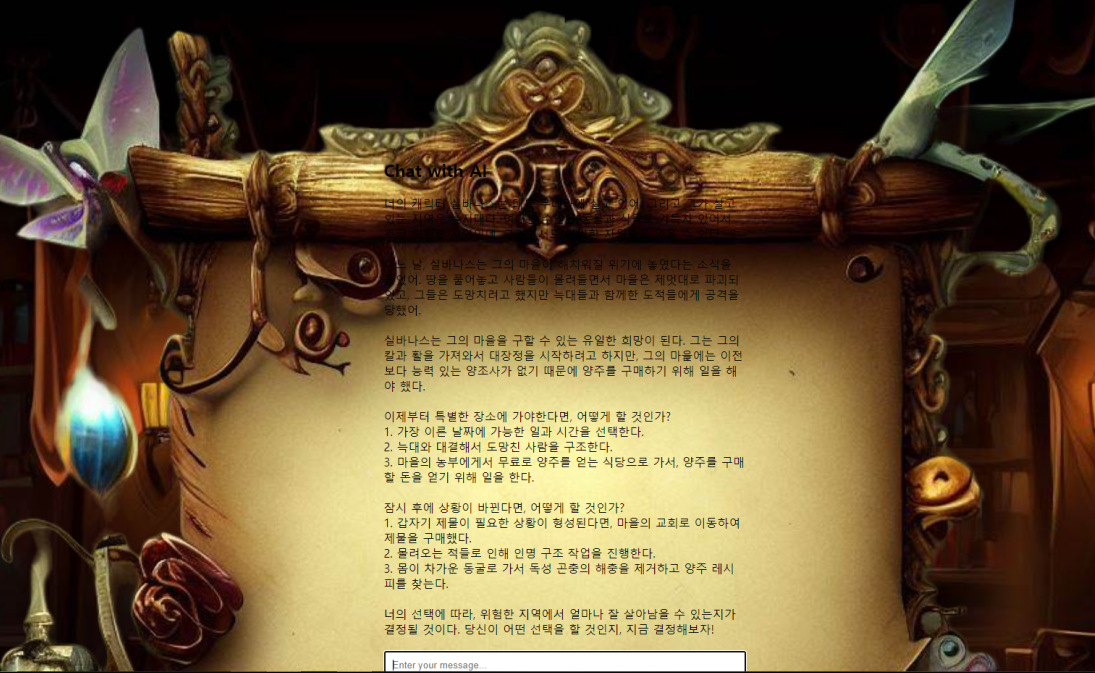 Chat with AI
너의 캐릭터 실바나스는
날, 실바나스는 그의 마을이 해치워질 위기에 놓였다는 소식을
땅을 풀어놓고 사람들이 몰려들면서 마을은 제멋대로 파괴되
그들은 도망치려고 했지만 늑대들과 함께한 도적들에게 공격을
당했어.
실바나스는 그의 마을을 구할 수 있는 유일한 희망이 된다. 그는 그의
칼과 활을 가져와서 대장정을 시작하려고 하지만, 그의 마을에는 이전
보다 능력 있는 양조사가 없기 때문에 양주를 구매하기 위해 일을 해
야 했다.
이제부터 특별한 장소에 가야한다면, 어떻게 할 것인가?
1. 가장 이른 날짜에 가능한 일과 시간을 선택한다.
2. 늑대와 대결해서 도망친 사람을 구조한다.
3. 마을의 농부에게서 무료로 양주를 얻는 식당으로 가서, 양주를 구매
할 돈을 얻기 위해 일을 한다.
잠시 후에 상황이 바뀐다면, 어떻게 할 것인가?
1. 갑자기 제물이 필요한 상황이 형성된다면, 마을의 교회로 이동하여
제물을 구매했다.
2. 몰려오는 적들로 인해 인명 구조 작업을 진행한다.
3. 몸이 차가운 동굴로 가서 독성 곤충의 해충을 제거하고 양주 레시
피를 찾는다.
너의 선택에 따라, 위험한 지역에서 얼마나 잘 살아남을 수 있는지가
결정될 것이다. 당신이 어떤 선택을 할 것인지, 지금 결정해보자!
Enter your message...